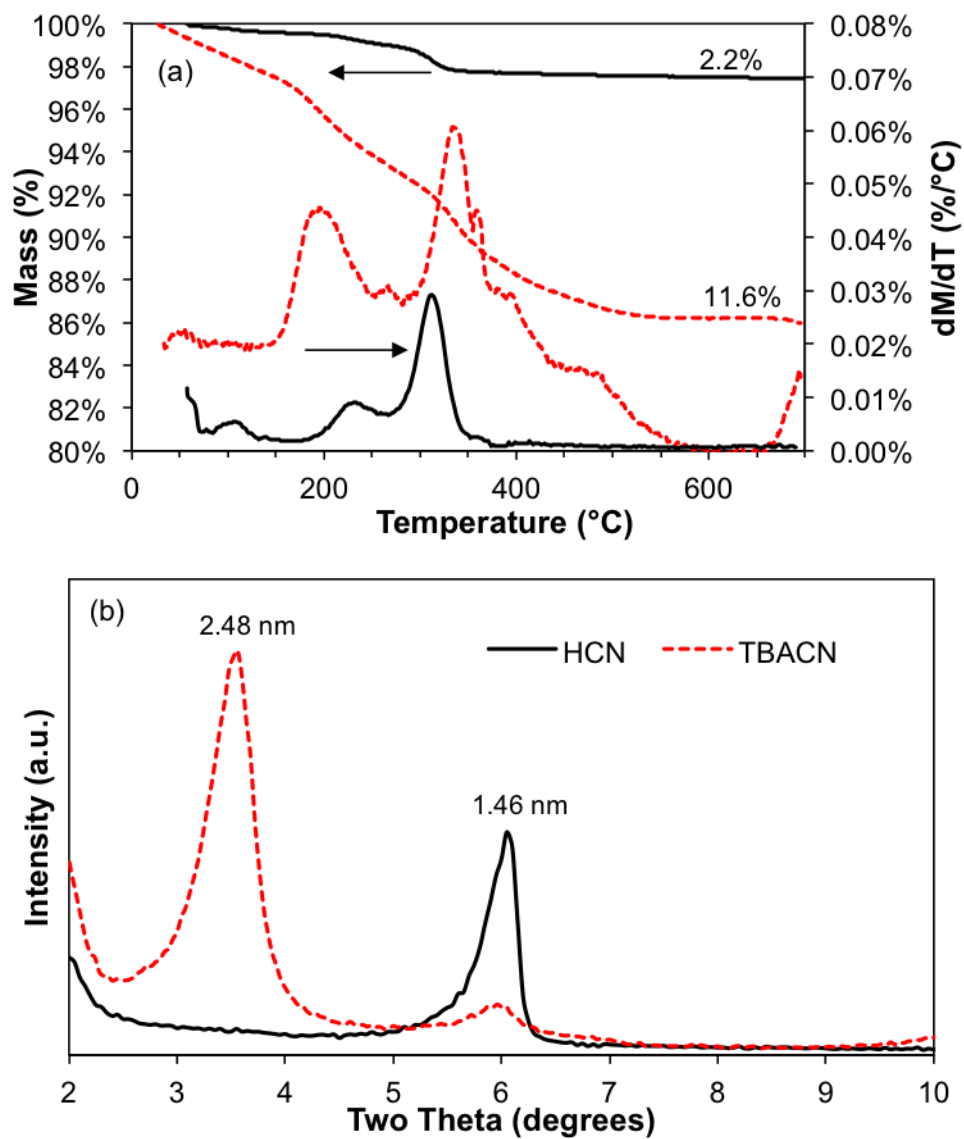 100%
98%
96%
94%
92%
90%
88%
86%
84%
82%
80%
Mass (%)
(a)
2.2%
11.6%
0.08%
0.07%
0.06%
0.05%
0.04%
0.03%
0.02%
0.01%
0.00%
dM/dT (%/°C)
0 200 400 600
Temperature (°C)
(b)
2.48 nm
HCN TBACN
1.46 nm
Intensity (a.u.)
2 3 4 5 6 7 8 9 10
Two Theta (degrees)